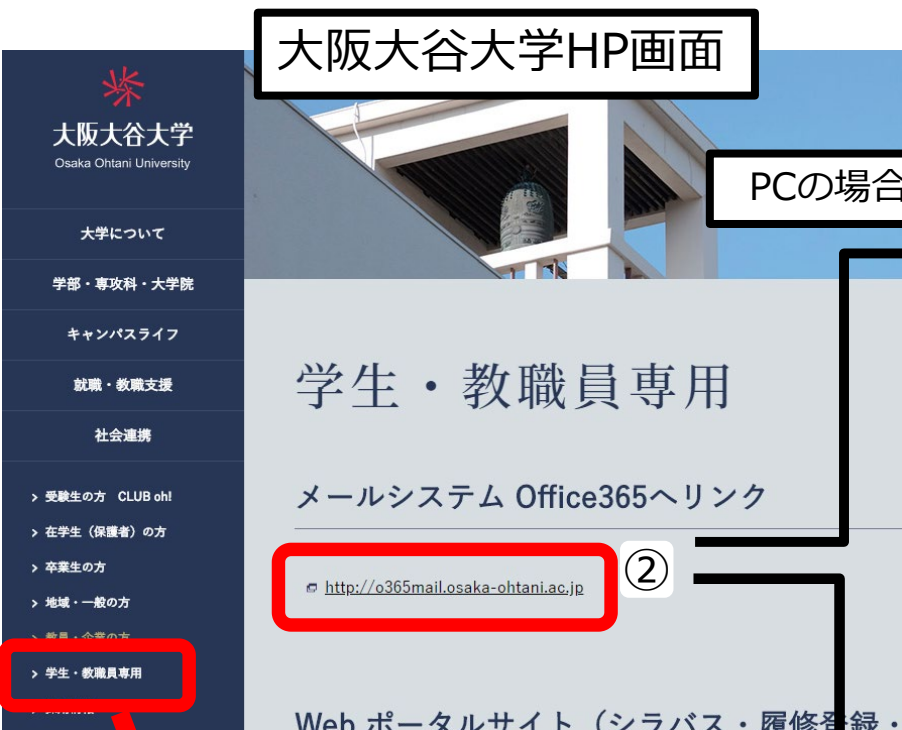 大阪大谷大学HP画面
大阪大谷大学
Osaka Ohtani University
PCの場合
大学について
学部・専攻科・大学院
キャンパスライフ
就職・教職支援
社会連携
> 受験生の方 CLUB oh!
> 在学生（保護者）の方
> 卒業生の方
> 地域・一般の方
> 教員・企業の方
> 学生・教職員専用
学生・教職員専用
メールシステム Office365へリンク
http://o365mail.osaka-ohtani.ac.jp
②
Web ポータルサイト（シラバス・履修登録・